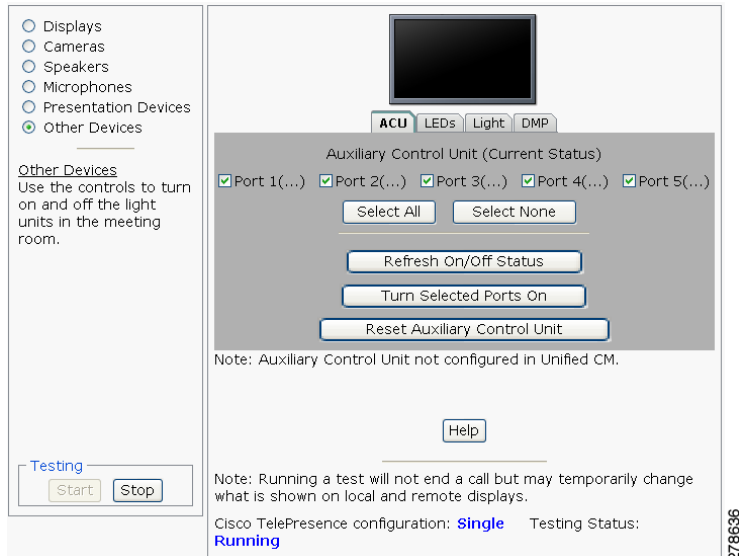 Displays
Cameras
Speakers
Microphones
Presentation Devices
Other Devices
Other Devices
Use the controls to turn
on and off the light
units in the meeting
room.
Testing
Start Stop
ACU LEDs Light DMP
Auxiliary Control Unit (Current Status)
Port 1(...) Port 2(...) Port 3(...) Port 4(...) Port 5(...)
Select All Select None
Refresh On/Off Status
Turn Selected Ports On
Reset Auxiliary Control Unit
Note: Auxiliary Control Unit not configured in Unified CM.
Help
Note: Running a test will not end a call but may temporarily change
what is shown on local and remote displays.
Cisco TelePresence configuration: Single Testing Status:
Running
278636